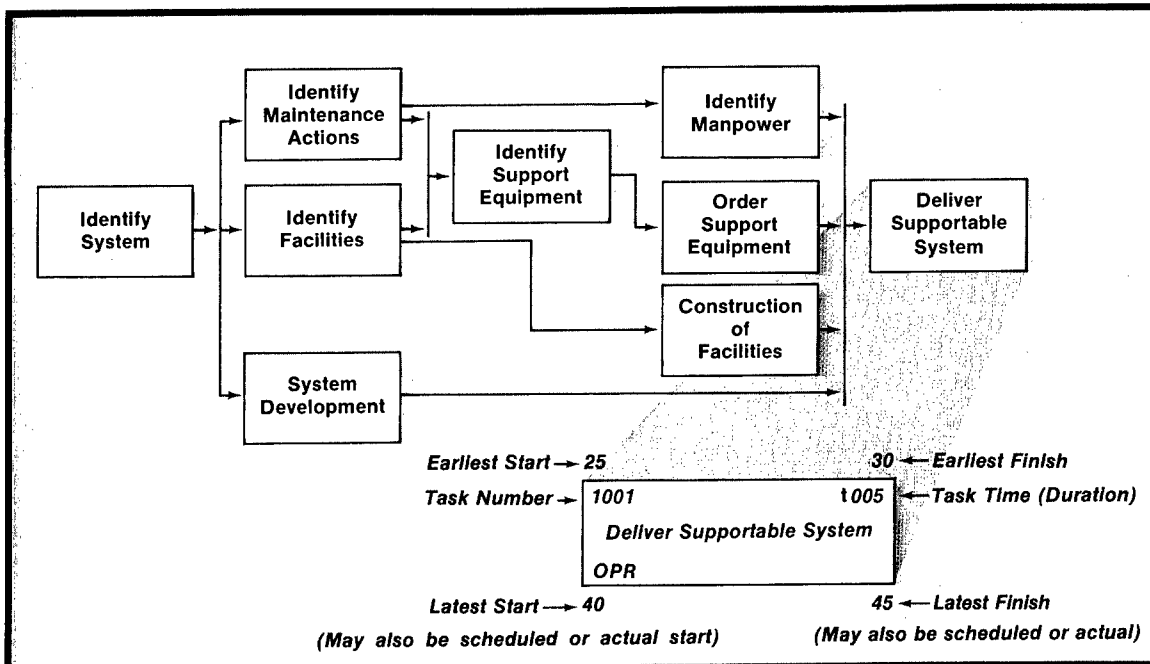 Identify
Maintenance
Actions
Identify
Manpower
Identify
Support
Equipment
Identify
System
Identify
Facilities
Order
Support
Equipment
Deliver
Supportable
System
Construction
of
Facilities
System
Development
Earliest Start → 25
30 ← Earliest Finish
Task Number → 1001
t005 ← Task Time (Duration)
Deliver Supportable System
OPR
Latest Start → 40
45 ← Latest Finish
(May also be scheduled or actual start)
(May also be scheduled or actual)